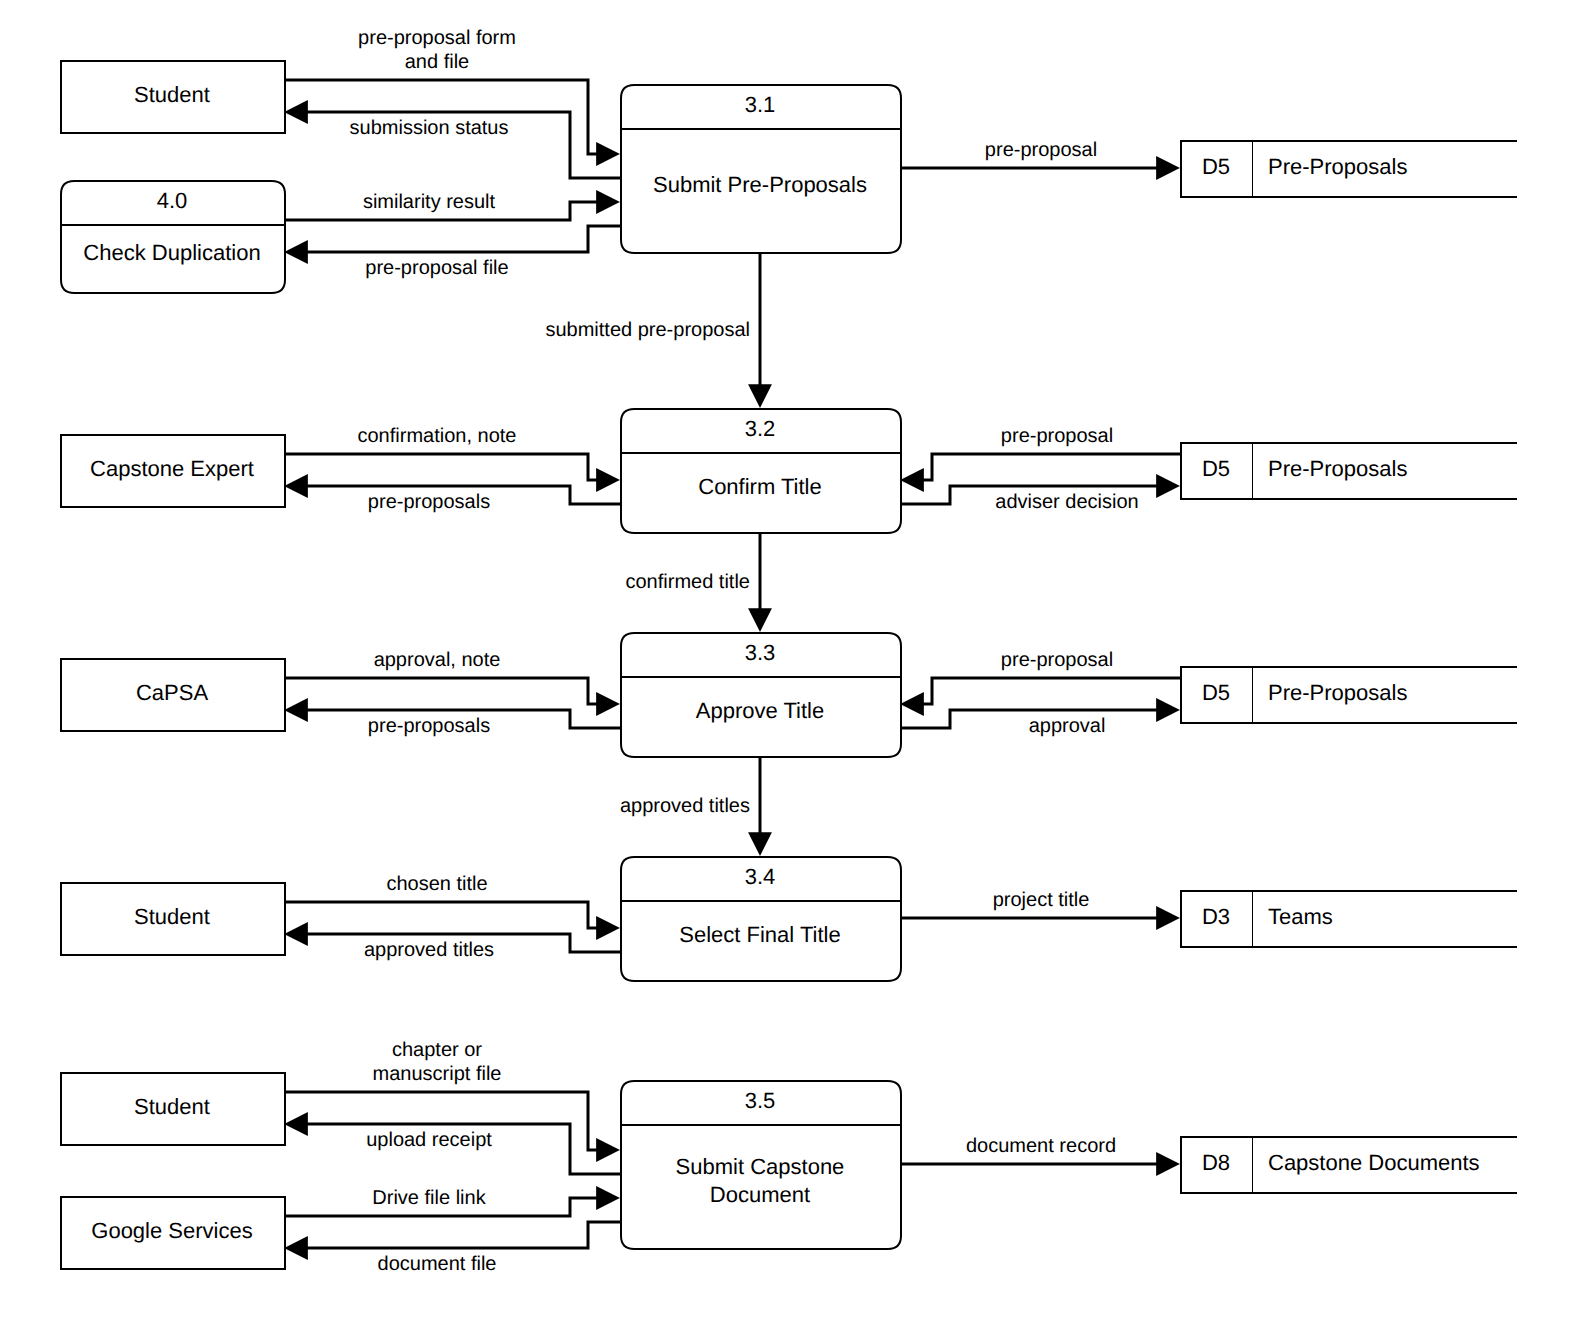 pre-proposal form
and file
Student
submission status
3.1
Submit Pre-Proposals
pre-proposal
D5
Pre-Proposals
4.0
Check Duplication
similarity result
pre-proposal file
submitted pre-proposal
Capstone Expert
confirmation, note
pre-proposals
3.2
Confirm Title
pre-proposal
adviser decision
D5
Pre-Proposals
confirmed title
CaPSA
approval, note
pre-proposals
3.3
Approve Title
pre-proposal
approval
D5
Pre-Proposals
approved titles
Student
chosen title
approved titles
3.4
Select Final Title
project title
D3
Teams
chapter or
manuscript file
Student
upload receipt
3.5
Submit Capstone
Document
document record
D8
Capstone Documents
Google Services
Drive file link
document file